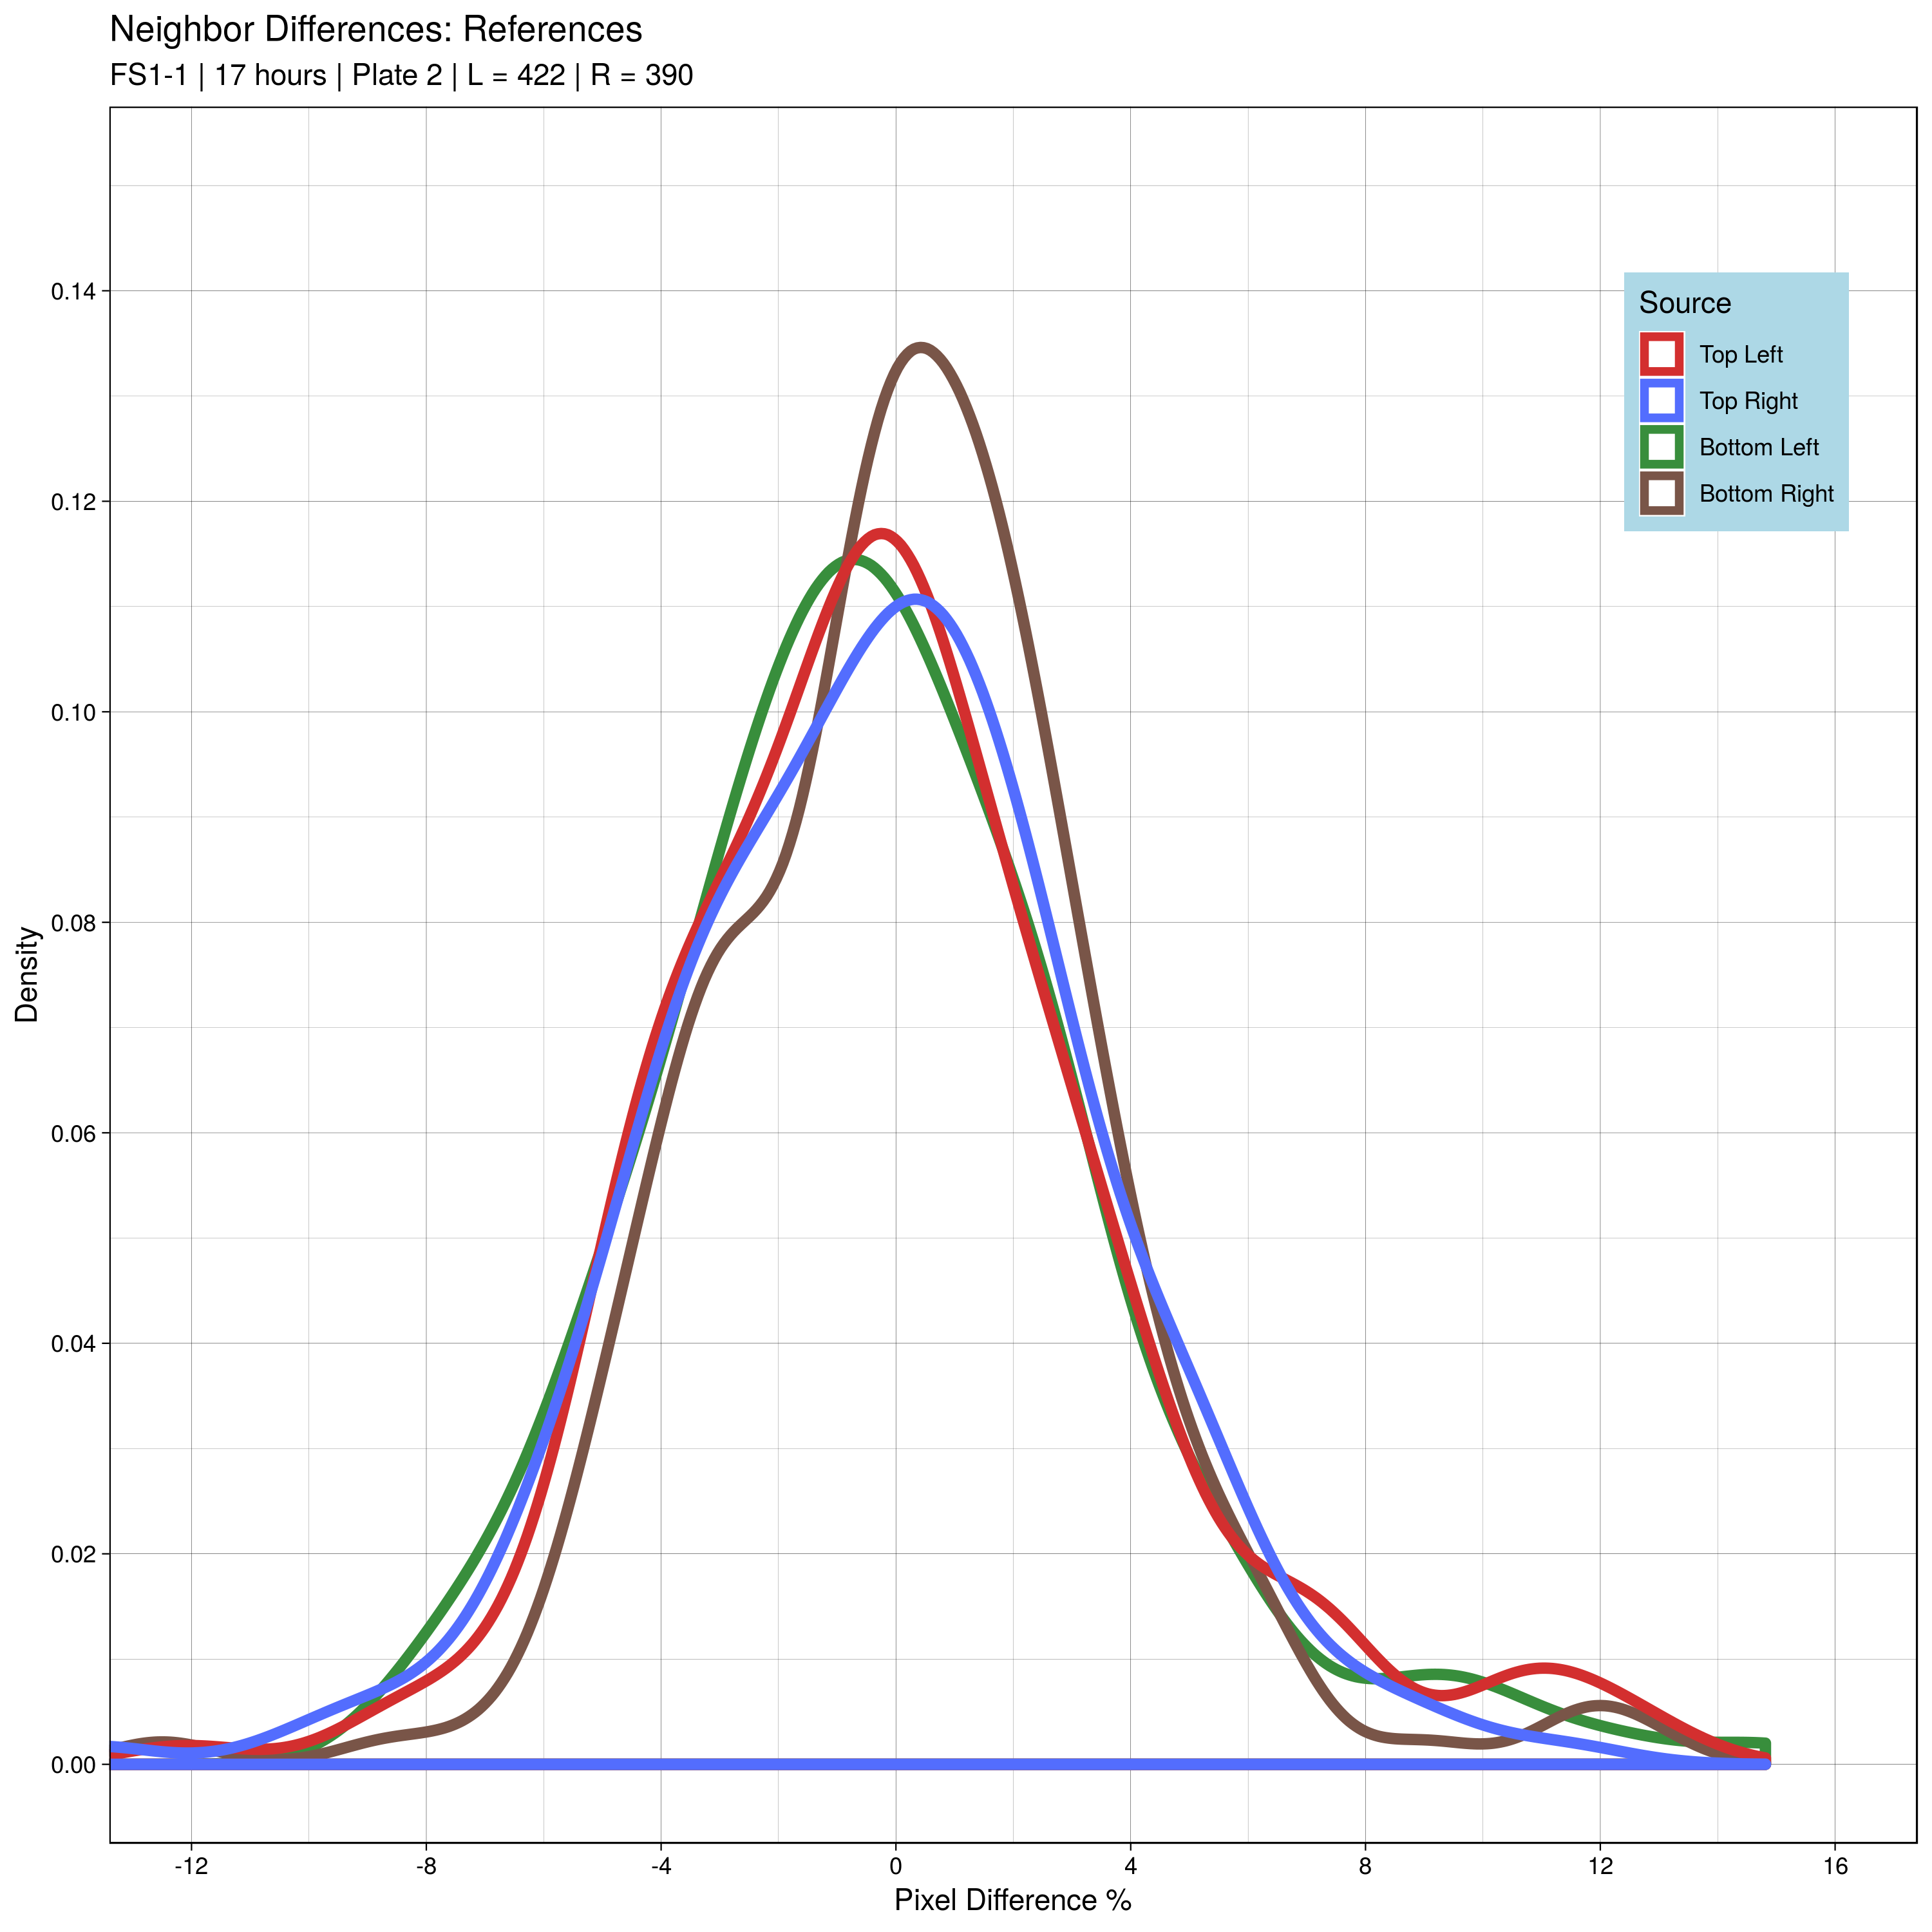 Neighbor Differences: References
FS1-1 | 17 hours | Plate 2 | L = 422 | R = 390
Source
Top Left
Top Right
Bottom Left
Bottom Right
Density
0.14
0.12
0.10
0.08
0.06
0.04
0.02
0.00
-12 -8 -4 0 4 8 12 16
Pixel Difference %